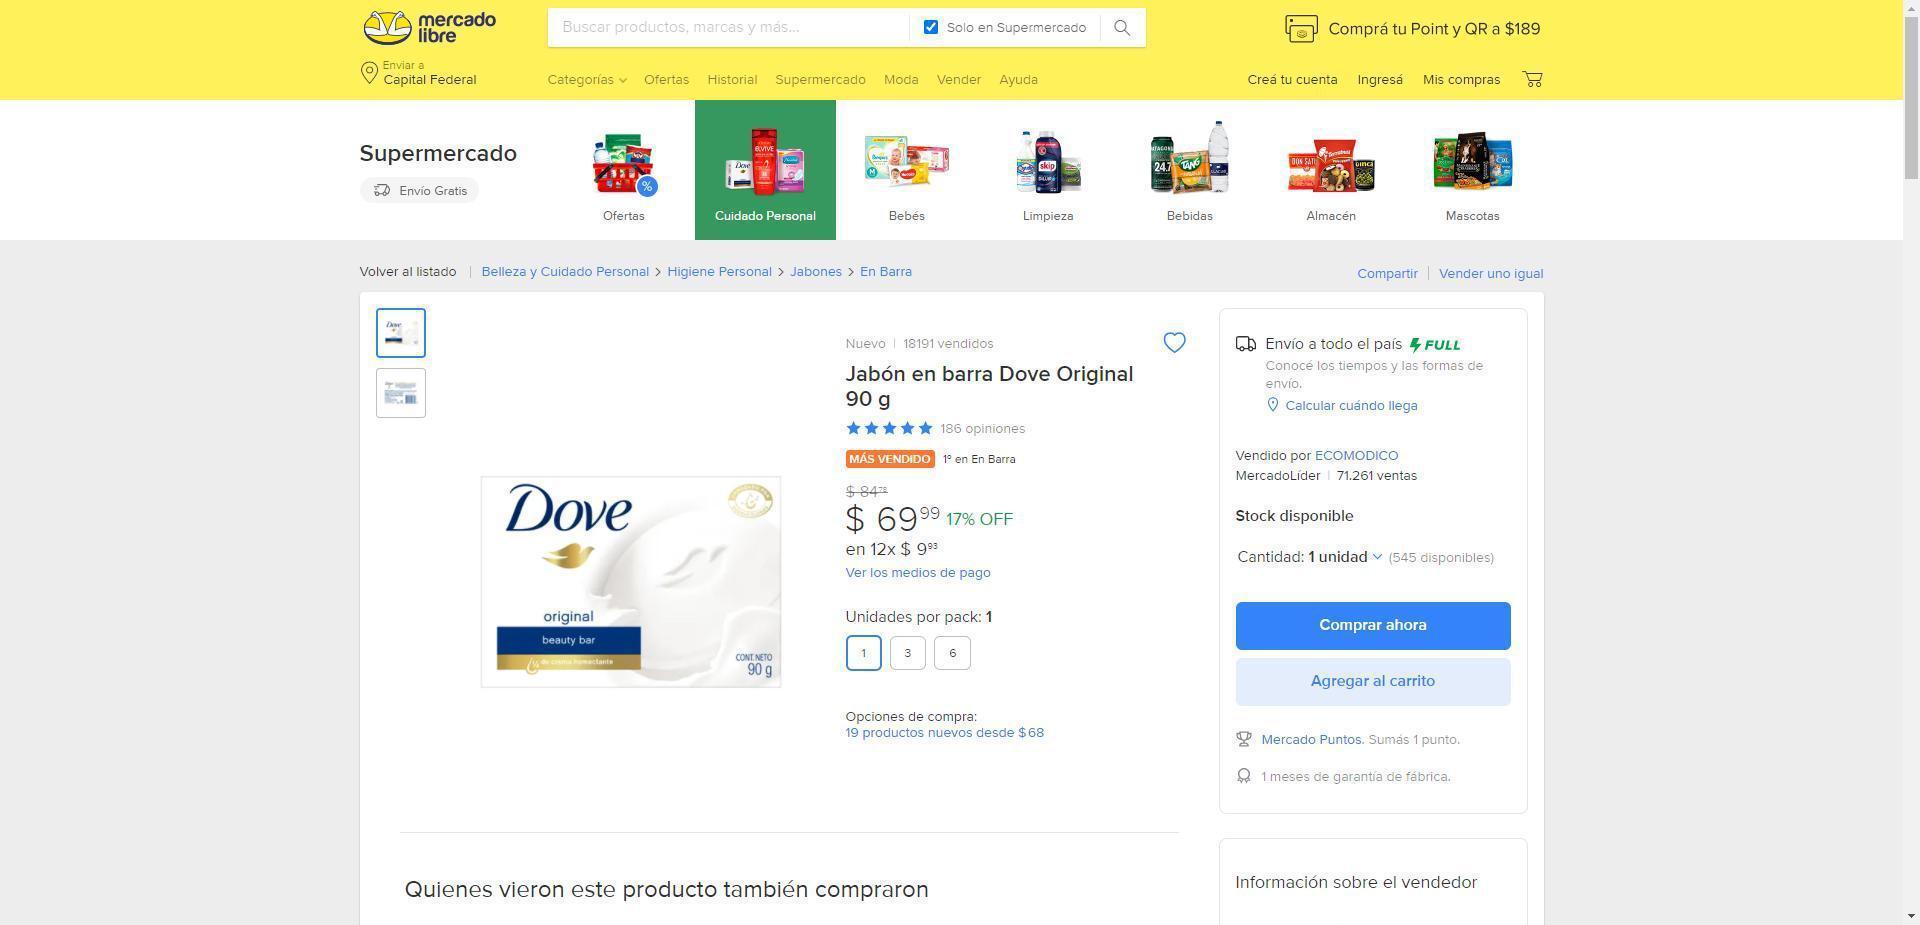 mercado
libre
Buscar productos, marcas y más...
Solo en Supermercado
Comprá tu Point y QR a $189
Enviar a
Capital Federal
Categorías
Ofertas
Historial
Supermercado
Moda
Vender
Ayuda
Creá tu cuenta
Ingresá
Mis compras
Supermercado
Envío Gratis
Ofertas
Cuidado Personal
Bebés
Limpieza
Bebidas
Almacén
Mascotas
Volver al listado
Belleza y Cuidado Personal > Higiene Personal > Jabones > En Barra
Compartir
Vender uno igual
Nuevo | 18191 vendidos
Jabón en barra Dove Original
90 g
186 opiniones
MÁS VENDIDO 1º en En Barra
$ 84 78
$ 69 99 17% OFF
en 12x $ 9 93
Ver los medios de pago
Unidades por pack: 1
1
3
6
Opciones de compra:
19 productos nuevos desde $ 68
Dove
original
beauty bar
¼ de crema humectante
CONT. NETO
90 g
Envío a todo el país FULL
Conocé los tiempos y las formas de
envío.
Calcular cuándo llega
Vendido por ECOMODICO
MercadoLíder | 71.261 ventas
Stock disponible
Cantidad: 1 unidad (545 disponibles)
Comprar ahora
Agregar al carrito
Mercado Puntos. Sumás 1 punto.
1 meses de garantía de fábrica.
Quienes vieron este producto también compraron
Información sobre el vendedor